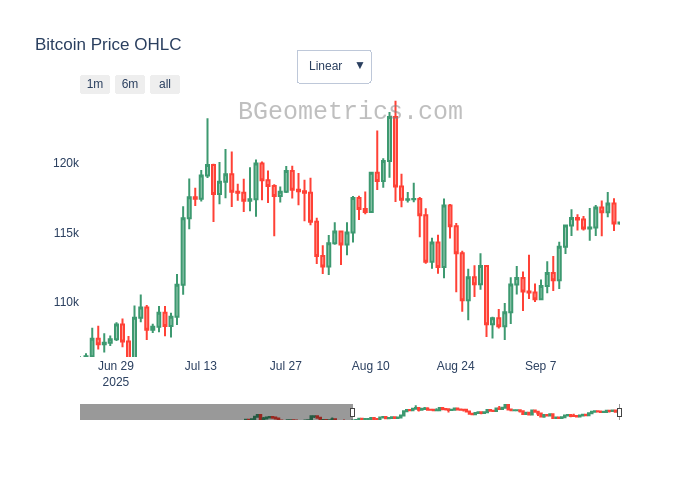 Bitcoin Price OHLC
Linear ▼
1m 6m all
BGeometrics.com
120k
115k
110k
Jun 29 Jul 13 Jul 27 Aug 10 Aug 24 Sep 7
2025